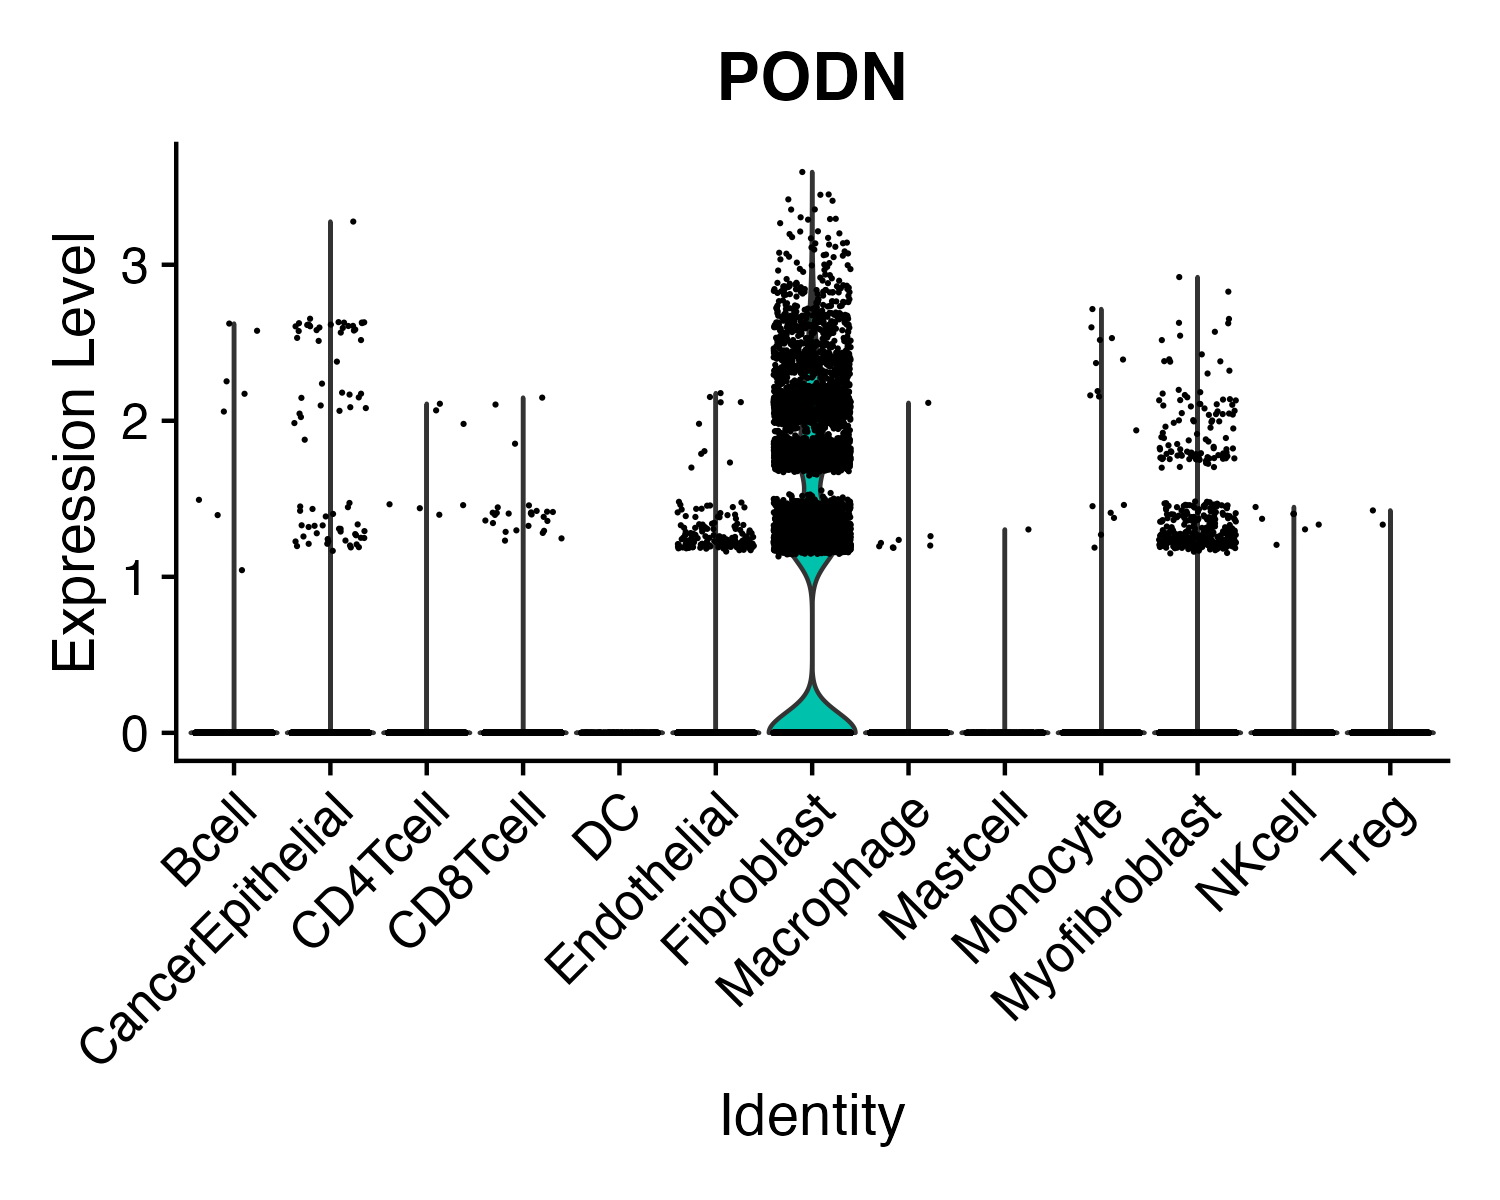 PODN
Expression Level
3
2
1
0
Bcell
CancerEpithelial
CD4Tcell
CD8Tcell
DC
Endothelial
Fibroblast
Macrophage
Mastcell
Monocyte
Myofibroblast
NKcell
Treg
Identity